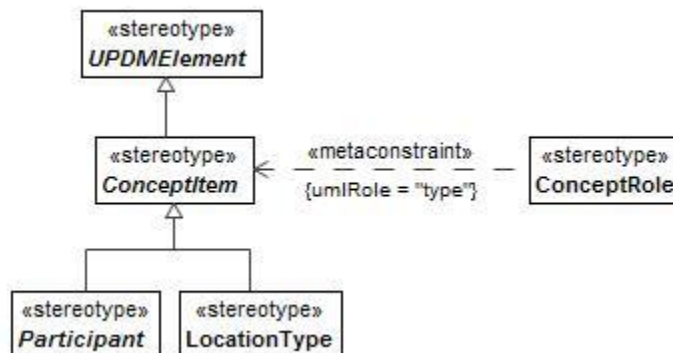 «stereotype»
UPDMElement
«stereotype»
ConceptItem
«metaconstraint»
{umlRole = "type"}
«stereotype»
ConceptRole
«stereotype»
Participant
«stereotype»
LocationType